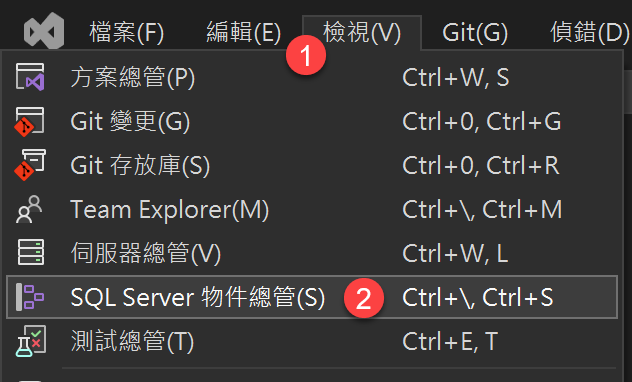 檔案(F) 編輯(E) 檢視(V) Git(G) 偵錯(D)
1
方案總管(P) Ctrl+W, S
Git 變更(G) Ctrl+0, Ctrl+G
Git 存放庫(S) Ctrl+0, Ctrl+R
Team Explorer(M) Ctrl+\, Ctrl+M
伺服器總管(V) Ctrl+W, L
SQL Server 物件總管(S) 2 Ctrl+\, Ctrl+S
測試總管(T) Ctrl+E, T